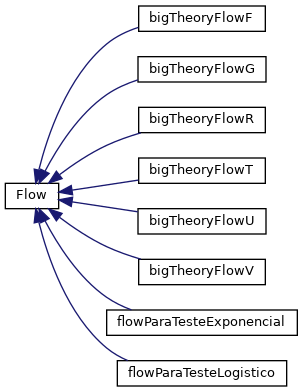 bigTheoryFlowF
bigTheoryFlowG
bigTheoryFlowR
bigTheoryFlowT
Flow
bigTheoryFlowU
bigTheoryFlowV
flowParaTesteExponencial
flowParaTesteLogistico